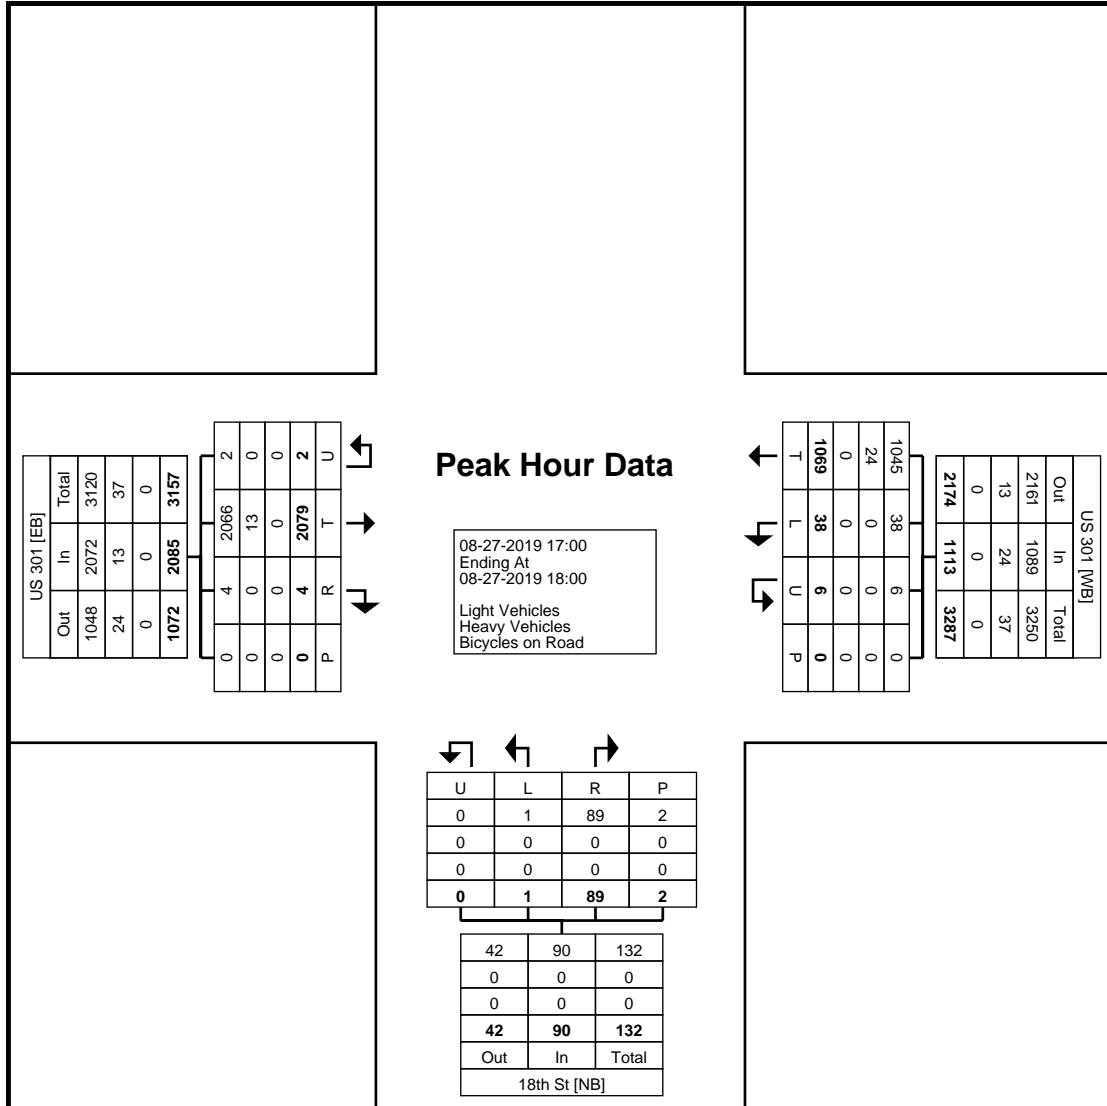 Peak Hour Data
08-27-2019 17:00
Ending At
08-27-2019 18:00
Light Vehicles
Heavy Vehicles
Bicycles on Road
US 301 [EB]
Total In Out
3120 2072 1048
37 13 24
0 0 0
3157 2085 1072
2 2066 4 0
0 13 0 0
0 0 0 0
2 2079 4 0
U T R P
US 301 [WB]
Out In Total
2161 1089 3250
13 24 37
0 0 0
2174 1113 3287
1045 38 6 0
24 0 0 0
0 0 0 0
1069 38 6 0
T L U P
U L R P
0 1 89 2
0 0 0 0
0 0 0 0
0 1 89 2
42 90 132
0 0 0
0 0 0
42 90 132
Out In Total
18th St [NB]